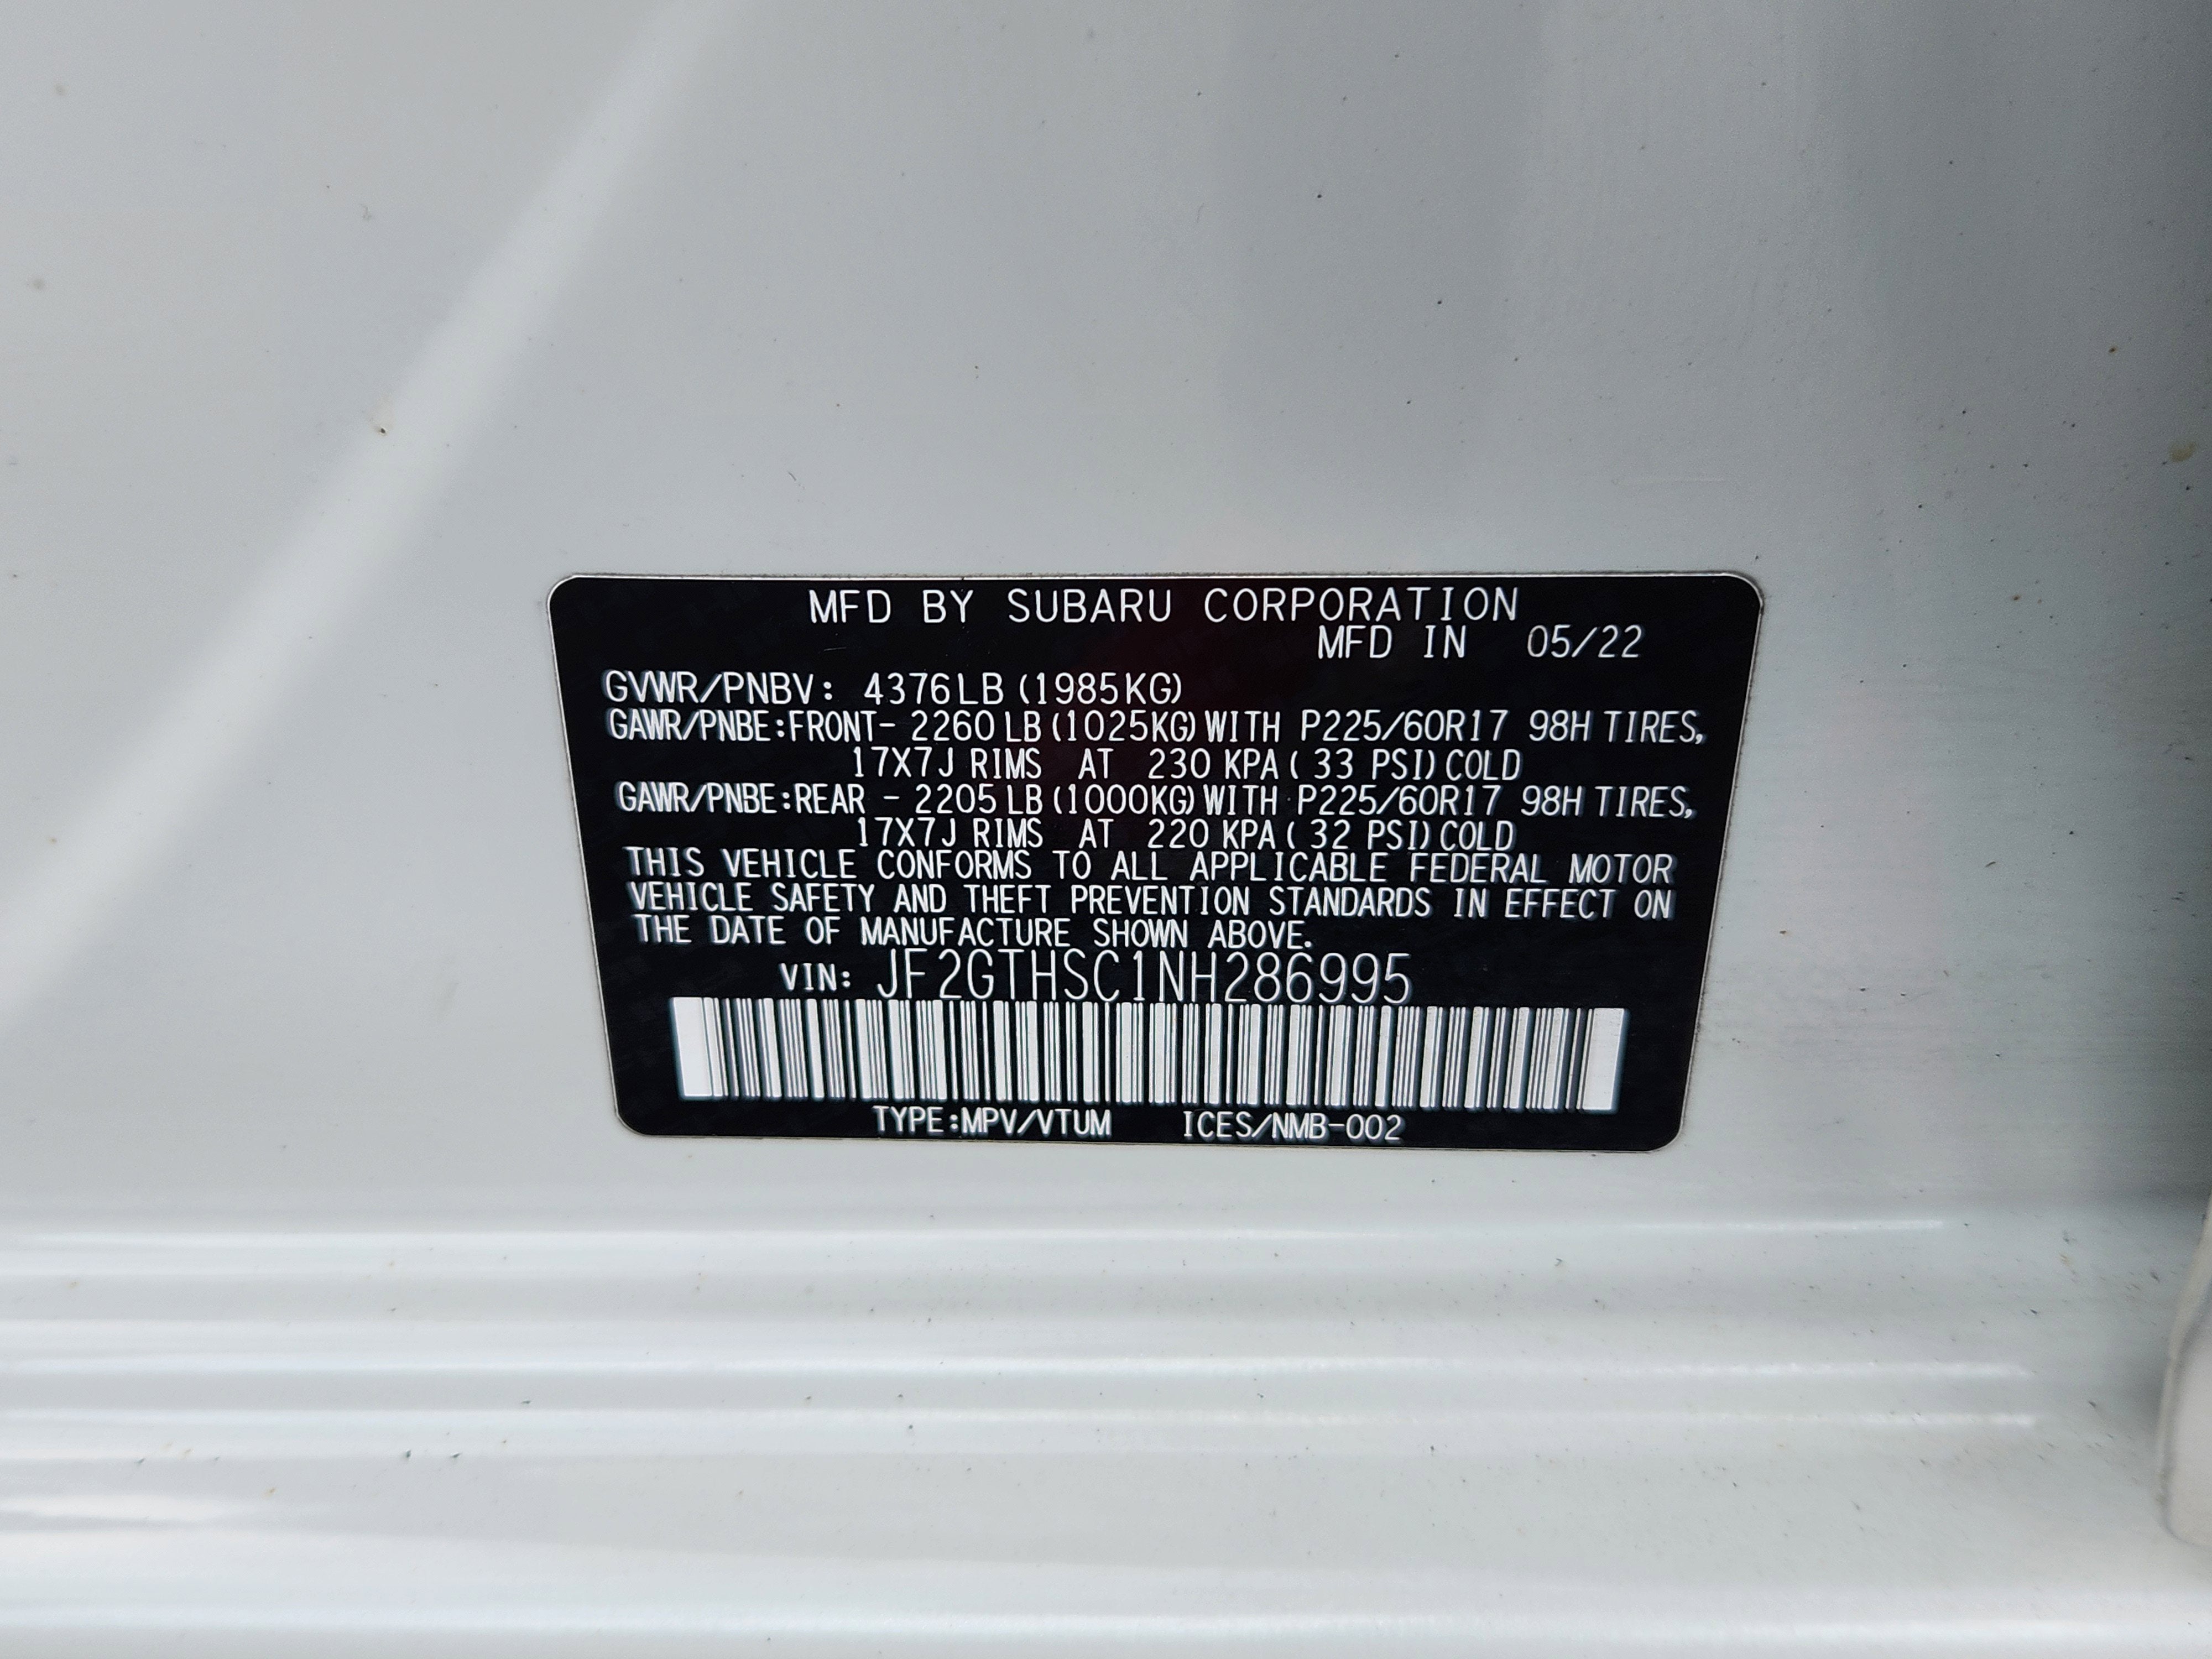 MFD BY SUBARU CORPORATION
MFD IN 05/22
GVWR/PNBV: 4376LB (1985KG)
GAWR/PNBE:FRONT- 2260 LB (1025KG) WITH P225/60R17 98H TIRES,
17X7J RIMS AT 230 KPA ( 33 PSI) COLD
GAWR/PNBE:REAR - 2205 LB (1000KG) WITH P225/60R17 98H TIRES,
17X7J RIMS AT 220 KPA ( 32 PSI) COLD
THIS VEHICLE CONFORMS TO ALL APPLICABLE FEDERAL MOTOR
VEHICLE SAFETY AND THEFT PREVENTION STANDARDS IN EFFECT ON
THE DATE OF MANUFACTURE SHOWN ABOVE.
VIN: JF2GTHSC1NH286995
TYPE:MPV/VTUM ICES/NMB-002